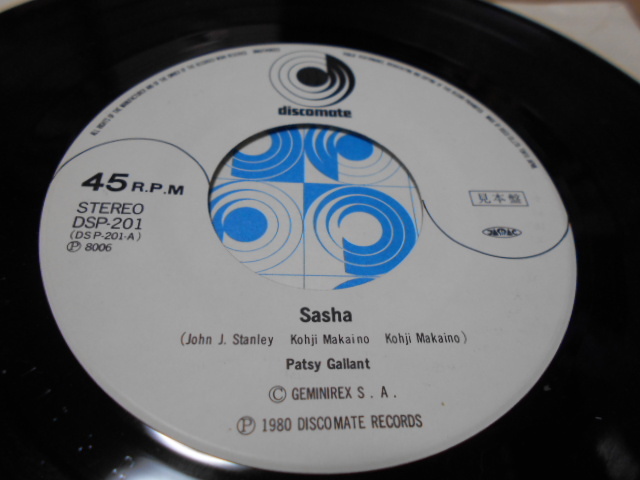 discomate
45 R.P.M
STEREO
DSP-201
(DSP-201-A)
Ⓟ 8006
見本盤
JASRAC
Sasha
(John J. Stanley Kohji Makaino Kohji Makaino)
Patsy Gallant
Ⓒ GEMINIREX S. A.
Ⓟ 1980 DISCOMATE RECORDS